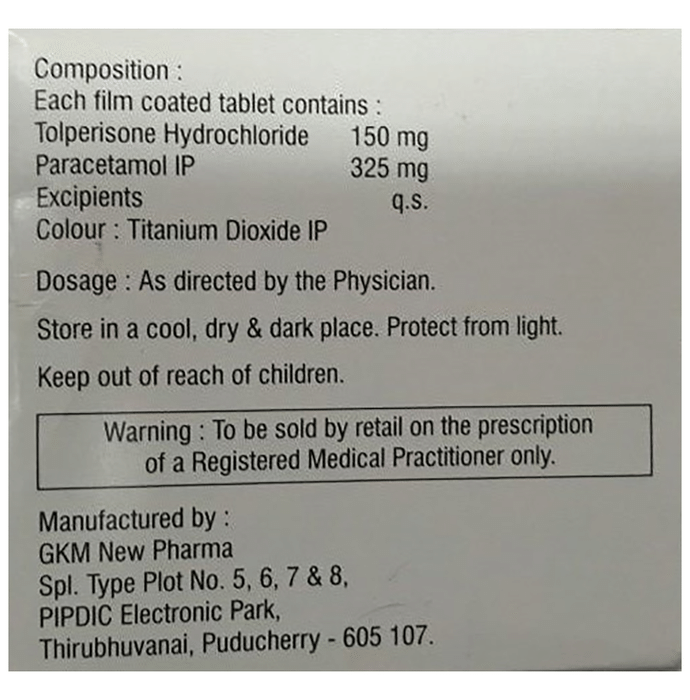 Composition :
Each film coated tablet contains :
Tolperisone Hydrochloride 150 mg
Paracetamol IP 325 mg
Excipients q.s.
Colour : Titanium Dioxide IP
Dosage : As directed by the Physician.
Store in a cool, dry & dark place. Protect from light.
Keep out of reach of children.
Warning : To be sold by retail on the prescription
of a Registered Medical Practitioner only.
Manufactured by :
GKM New Pharma
Spl. Type Plot No. 5, 6, 7 & 8,
PIPDIC Electronic Park,
Thirubhuvanai, Puducherry - 605 107.